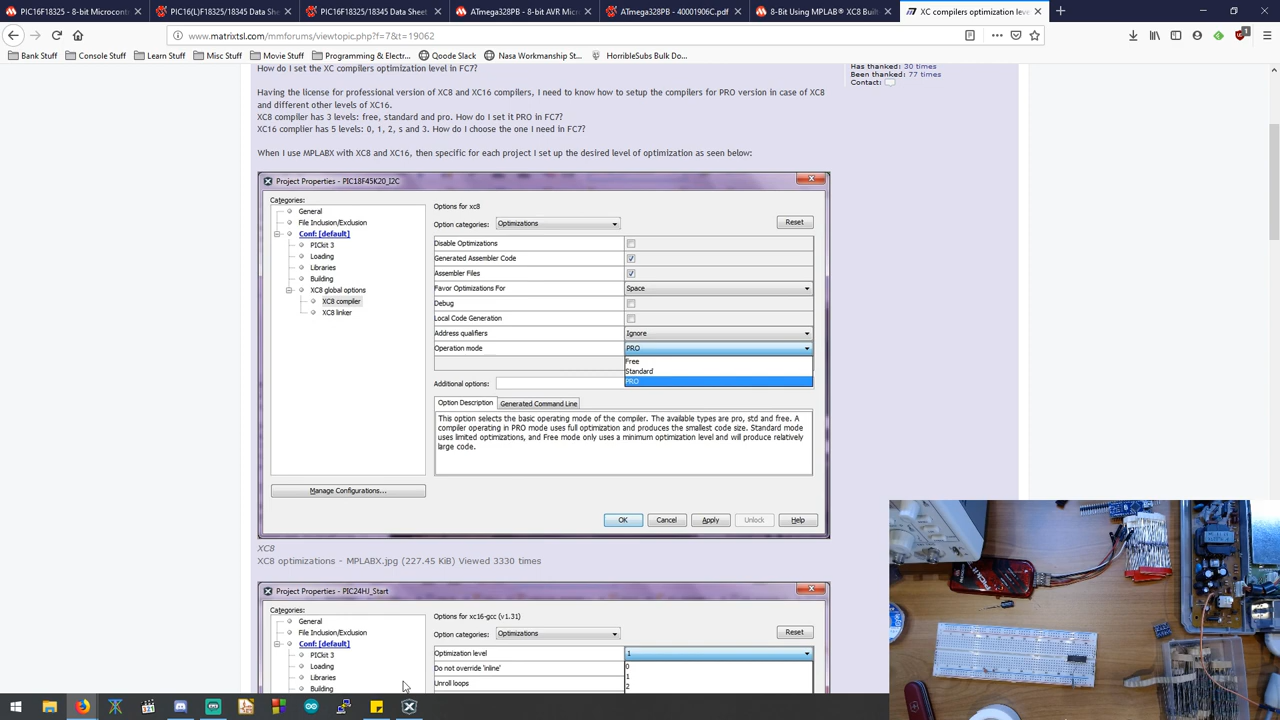 PIC16F18325 - 8-bit Microcont
PIC16(L)F18325/18345 Data Sh
PIC16F18325/18345 Data Sheet
ATmega328PB - 8-bit AVR Micr
ATmega328PB - 40001906C.pdf
8-Bit Using MPLAB® XC8 Built
XC compilers optimization leve
www.matrixtsl.com/mmforums/viewtopic.php?f=7&t=19062
Bank Stuff
Console Stuff
Learn Stuff
Misc Stuff
Programming & Electr...
Qode Slack
Nasa Workmanship St...
HorribleSubs Bulk Do...
How do I set the XC compilers optimization level in FC7?
Has thanked: 30 times
Been thanked: 77 times
Contact:
Having the license for professional version of XC8 and XC16 compilers, I need to know how to setup the compilers for PRO version in case of XC8
and different other levels of XC16.
XC8 compiler has 3 levels: free, standard and pro. How do I set it PRO in FC7?
XC16 complier has 5 levels: 0, 1, 2, s and 3. How do I choose the one I need in FC7?
When I use MPLABX with XC8 and XC16, then specific for each project I set up the desired level of optimization as seen below:
Project Properties - PIC18F45K20_I2C
Categories:
General
File Inclusion/Exclusion
Conf: [default]
PICkit 3
Loading
Libraries
Building
XC8 global options
XC8 compiler
XC8 linker
Manage Configurations...
Options for xc8
Option categories: Optimizations
Reset
Disable Optimizations
Generated Assembler Code
Assembler Files
Favor Optimizations For Space
Debug
Local Code Generation
Address qualifiers Ignore
Operation mode PRO
Free
Standard
PRO
Additional options:
Option Description Generated Command Line
This option selects the basic operating mode of the compiler. The available types are pro, std and free. A
compiler operating in PRO mode uses full optimization and produces the smallest code size. Standard mode
uses limited optimizations, and Free mode only uses a minimum optimization level and will produce relatively
large code.
OK Cancel Apply Unlock Help
XC8
XC8 optimizations - MPLABX.jpg (227.45 KiB) Viewed 3330 times
Project Properties - PIC24HJ_Start
Categories:
General
File Inclusion/Exclusion
Conf: [default]
PICkit 3
Loading
Libraries
Building
Options for xc16-gcc (v1.31)
Option categories: Optimizations
Reset
Optimization level 1
Do not override 'inline' 0
1
Unroll loops 2